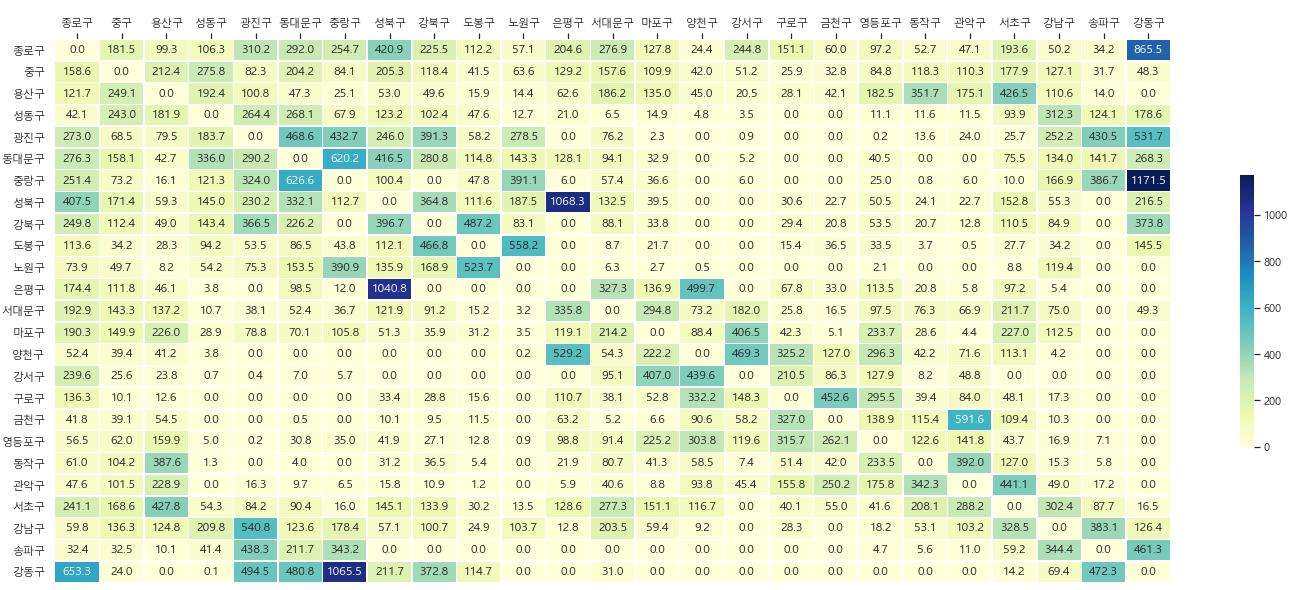 종로구 중구 용산구 성동구 광진구 동대문구 중랑구 성북구 강북구 도봉구 노원구 은평구 서대문구 마포구 양천구 강서구 구로구 금천구 영등포구 동작구 관악구 서초구 강남구 송파구 강동구
종로구 0.0 181.5 99.3 106.3 310.2 292.0 254.7 420.9 225.5 112.2 57.1 204.6 276.9 127.8 24.4 244.8 151.1 60.0 97.2 52.7 47.1 193.6 50.2 34.2 865.5
중구 158.6 0.0 212.4 275.8 82.3 204.2 84.1 205.3 118.4 41.5 63.6 129.2 157.6 109.9 42.0 51.2 25.9 32.8 84.8 118.3 110.3 177.9 127.1 31.7 48.3
용산구 121.7 249.1 0.0 192.4 100.8 47.3 25.1 53.0 49.6 15.9 14.4 62.6 186.2 135.0 45.0 20.5 28.1 42.1 182.5 351.7 175.1 426.5 110.6 14.0 0.0
성동구 42.1 243.0 181.9 0.0 264.4 268.1 67.9 123.2 102.4 47.6 12.7 21.0 6.5 14.9 4.8 3.5 0.0 0.0 11.1 11.6 11.5 93.9 312.3 124.1 178.6
광진구 273.0 68.5 79.5 183.7 0.0 468.6 432.7 246.0 391.3 58.2 278.5 0.0 76.2 2.3 0.0 0.9 0.0 0.0 0.2 13.6 24.0 25.7 252.2 430.5 531.7
동대문구 276.3 158.1 42.7 336.0 290.2 0.0 620.2 416.5 280.8 114.8 143.3 128.1 94.1 32.9 0.0 5.2 0.0 0.0 40.5 0.0 0.0 75.5 134.0 141.7 268.3
중랑구 251.4 73.2 16.1 121.3 324.0 626.6 0.0 100.4 0.0 47.8 391.1 6.0 57.4 36.6 0.0 6.0 0.0 0.0 25.0 0.8 6.0 10.0 166.9 386.7 1171.5
성북구 407.5 171.4 59.3 145.0 230.2 332.1 112.7 0.0 364.8 111.6 187.5 1068.3 132.5 39.5 0.0 0.0 30.6 22.7 50.5 24.1 22.7 152.8 55.3 0.0 216.5
강북구 249.8 112.4 49.0 143.4 366.5 226.2 0.0 396.7 0.0 487.2 83.1 0.0 88.1 33.8 0.0 0.0 29.4 20.8 53.5 20.7 12.8 110.5 84.9 0.0 373.8
도봉구 113.6 34.2 28.3 94.2 53.5 86.5 43.8 112.1 466.8 0.0 558.2 0.0 8.7 21.7 0.0 0.0 15.4 36.5 33.5 3.7 0.5 27.7 34.2 0.0 145.5
노원구 73.9 49.7 8.2 54.2 75.3 153.5 390.9 135.9 168.9 523.7 0.0 0.0 6.3 2.7 0.5 0.0 0.0 0.0 2.1 0.0 0.0 8.8 119.4 0.0 0.0
은평구 174.4 111.8 46.1 3.8 0.0 98.5 12.0 1040.8 0.0 0.0 0.0 0.0 327.3 136.9 499.7 0.0 67.8 33.0 113.5 20.8 5.8 97.2 5.4 0.0 0.0
서대문구 192.9 143.3 137.2 10.7 38.1 52.4 36.7 121.9 91.2 15.2 3.2 335.8 0.0 294.8 73.2 182.0 25.8 16.5 97.5 76.3 66.9 211.7 75.0 0.0 49.3
마포구 190.3 149.9 226.0 28.9 78.8 70.1 105.8 51.3 35.9 31.2 3.5 119.1 214.2 0.0 88.4 406.5 42.3 5.1 233.7 28.6 4.4 227.0 112.5 0.0 0.0
양천구 52.4 39.4 41.2 3.8 0.0 0.0 0.0 0.0 0.0 0.0 0.2 529.2 54.3 222.2 0.0 469.3 325.2 127.0 296.3 42.2 71.6 113.1 4.2 0.0 0.0
강서구 239.6 25.6 23.8 0.7 0.4 7.0 5.7 0.0 0.0 0.0 0.0 0.0 95.1 407.0 439.6 0.0 210.5 86.3 127.9 8.2 48.8 0.0 0.0 0.0 0.0
구로구 136.3 10.1 12.6 0.0 0.0 0.0 0.0 33.4 28.8 15.6 0.0 110.7 38.1 52.8 332.2 148.3 0.0 452.6 295.5 39.4 84.0 48.1 17.3 0.0 0.0
금천구 41.8 39.1 54.5 0.0 0.0 0.5 0.0 10.1 9.5 11.5 0.0 63.2 5.2 6.6 90.6 58.2 327.0 0.0 138.9 115.4 591.6 109.4 10.3 0.0 0.0
영등포구 56.5 62.0 159.9 5.0 0.2 30.8 35.0 41.9 27.1 12.8 0.9 98.8 91.4 225.2 303.8 119.6 315.7 262.1 0.0 122.6 141.8 43.7 16.9 7.1 0.0
동작구 61.0 104.2 387.6 1.3 0.0 4.0 0.0 31.2 36.5 5.4 0.0 21.9 80.7 41.3 58.5 7.4 51.4 42.0 233.5 0.0 392.0 127.0 15.3 5.8 0.0
관악구 47.6 101.5 228.9 0.0 16.3 9.7 6.5 15.8 10.9 1.2 0.0 5.9 40.6 8.8 93.8 45.4 155.8 250.2 175.8 342.3 0.0 441.1 49.0 17.2 0.0
서초구 241.1 168.6 427.8 54.3 84.2 90.4 16.0 145.1 133.9 30.2 13.5 128.6 277.3 151.1 116.7 0.0 40.1 55.0 41.6 208.1 288.2 0.0 302.4 87.7 16.5
강남구 59.8 136.3 124.8 209.8 540.8 123.6 178.4 57.1 100.7 24.9 103.7 12.8 203.5 59.4 9.2 0.0 28.3 0.0 18.2 53.1 103.2 328.5 0.0 383.1 126.4
송파구 32.4 32.5 10.1 41.4 438.3 211.7 343.2 0.0 0.0 0.0 0.0 0.0 0.0 0.0 0.0 0.0 0.0 0.0 4.7 5.6 11.0 59.2 344.4 0.0 461.3
강동구 653.3 24.0 0.0 0.1 494.5 480.8 1065.5 211.7 372.8 114.7 0.0 0.0 31.0 0.0 0.0 0.0 0.0 0.0 0.0 0.0 0.0 14.2 69.4 472.3 0.0
1000
800
600
400
200
0